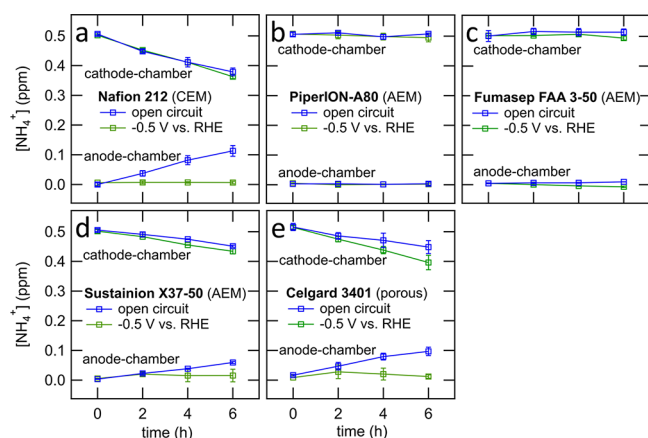 a
b
c
0.5
0.4
0.3
0.2
0.1
0.0
[NH4+] (ppm)
cathode-chamber
Nafion 212 (CEM)
open circuit
-0.5 V vs. RHE
anode-chamber
cathode-chamber
PiperION-A80 (AEM)
open circuit
-0.5 V vs. RHE
anode-chamber
cathode-chamber
Fumasep FAA 3-50 (AEM)
open circuit
-0.5 V vs. RHE
anode-chamber
0 2 4 6
time (h)
d
e
0.5
0.4
0.3
0.2
0.1
0.0
[NH4+] (ppm)
cathode-chamber
Sustainion X37-50 (AEM)
open circuit
-0.5 V vs. RHE
anode-chamber
cathode-chamber
Celgard 3401 (porous)
open circuit
-0.5 V vs. RHE
anode-chamber
0 2 4 6
time (h)
0 2 4 6
time (h)